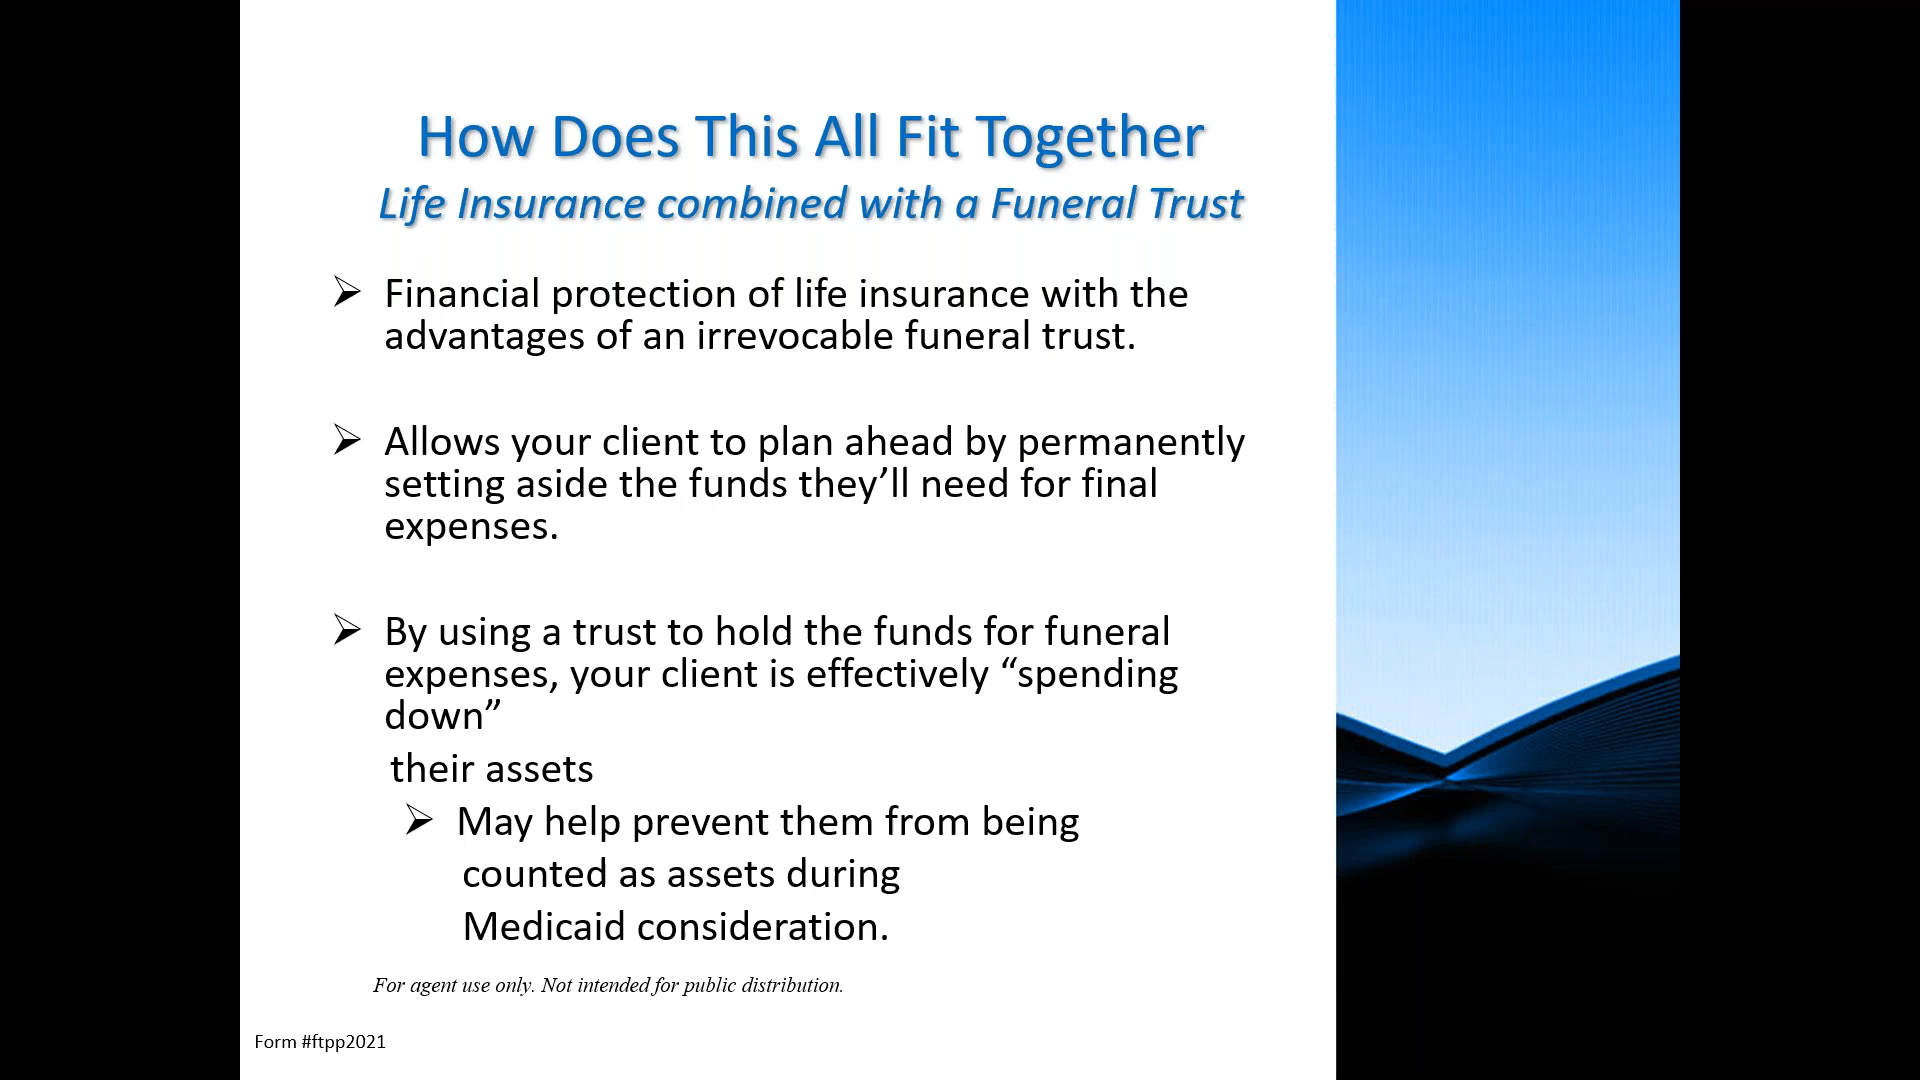 How Does This All Fit Together
Life Insurance combined with a Funeral Trust
➢ Financial protection of life insurance with the
advantages of an irrevocable funeral trust.
➢ Allows your client to plan ahead by permanently
setting aside the funds they’ll need for final
expenses.
➢ By using a trust to hold the funds for funeral
expenses, your client is effectively “spending
down”
their assets
➢ May help prevent them from being
counted as assets during
Medicaid consideration.
For agent use only. Not intended for public distribution.
Form #ftpp2021